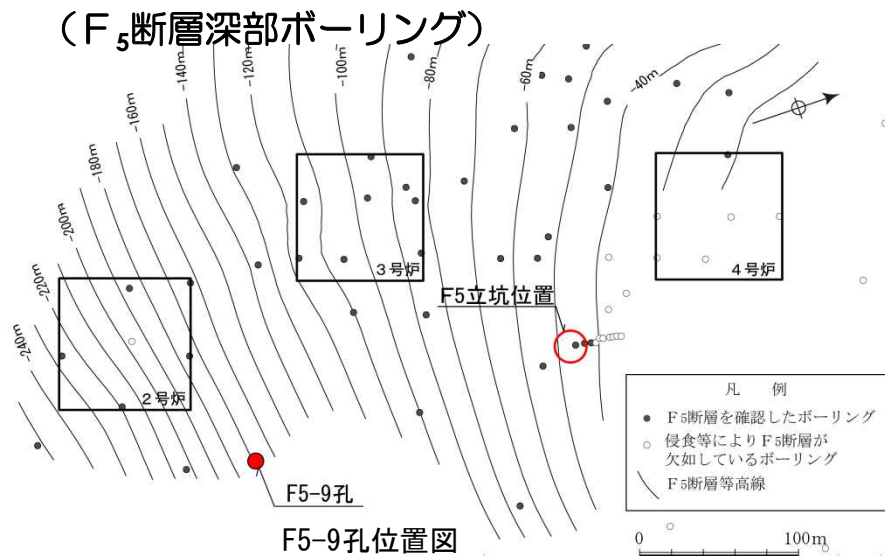 （Ｆ₅断層深部ボーリング）
-140m
-120m
-100m
-80m
-60m
-40m
-160m
-180m
-200m
-220m
-240m
３号炉
４号炉
２号炉
F5立坑位置
F5-9孔
F5-9孔位置図
凡　例
Ｆ5断層を確認したボーリング
侵食等によりＦ5断層が
欠如しているボーリング
Ｆ5断層等高線
0 100m